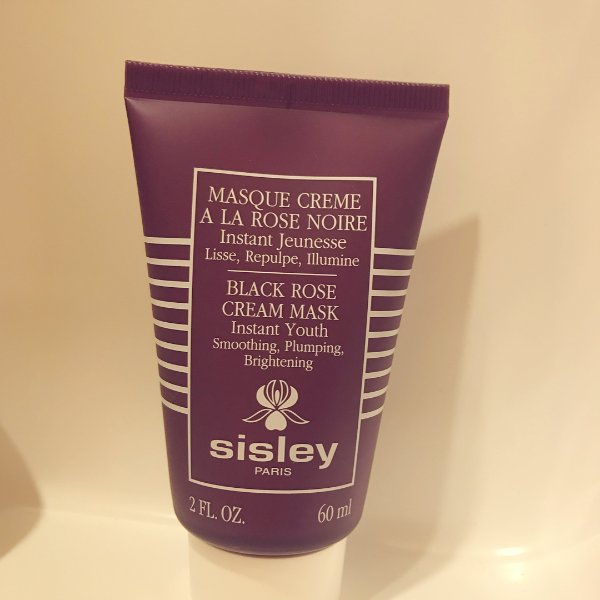 MASQUE CREME
A LA ROSE NOIRE
Instant Jeunesse
Lisse, Repulpe, Illumine
BLACK ROSE
CREAM MASK
Instant Youth
Smoothing, Plumping,
Brightening
sisley
PARIS
2 FL. OZ. 60 ml